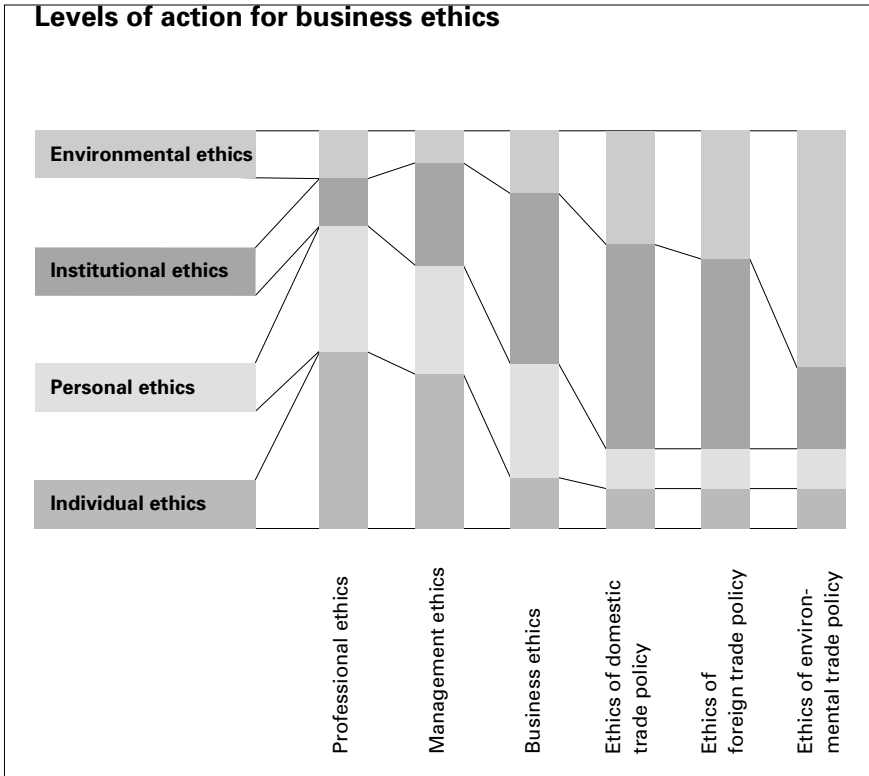 Levels of action for business ethics
Environmental ethics
Institutional ethics
Personal ethics
Individual ethics
Professional ethics
Management ethics
Business ethics
Ethics of domestic
trade policy
Ethics of
foreign trade policy
Ethics of environ-
mental trade policy